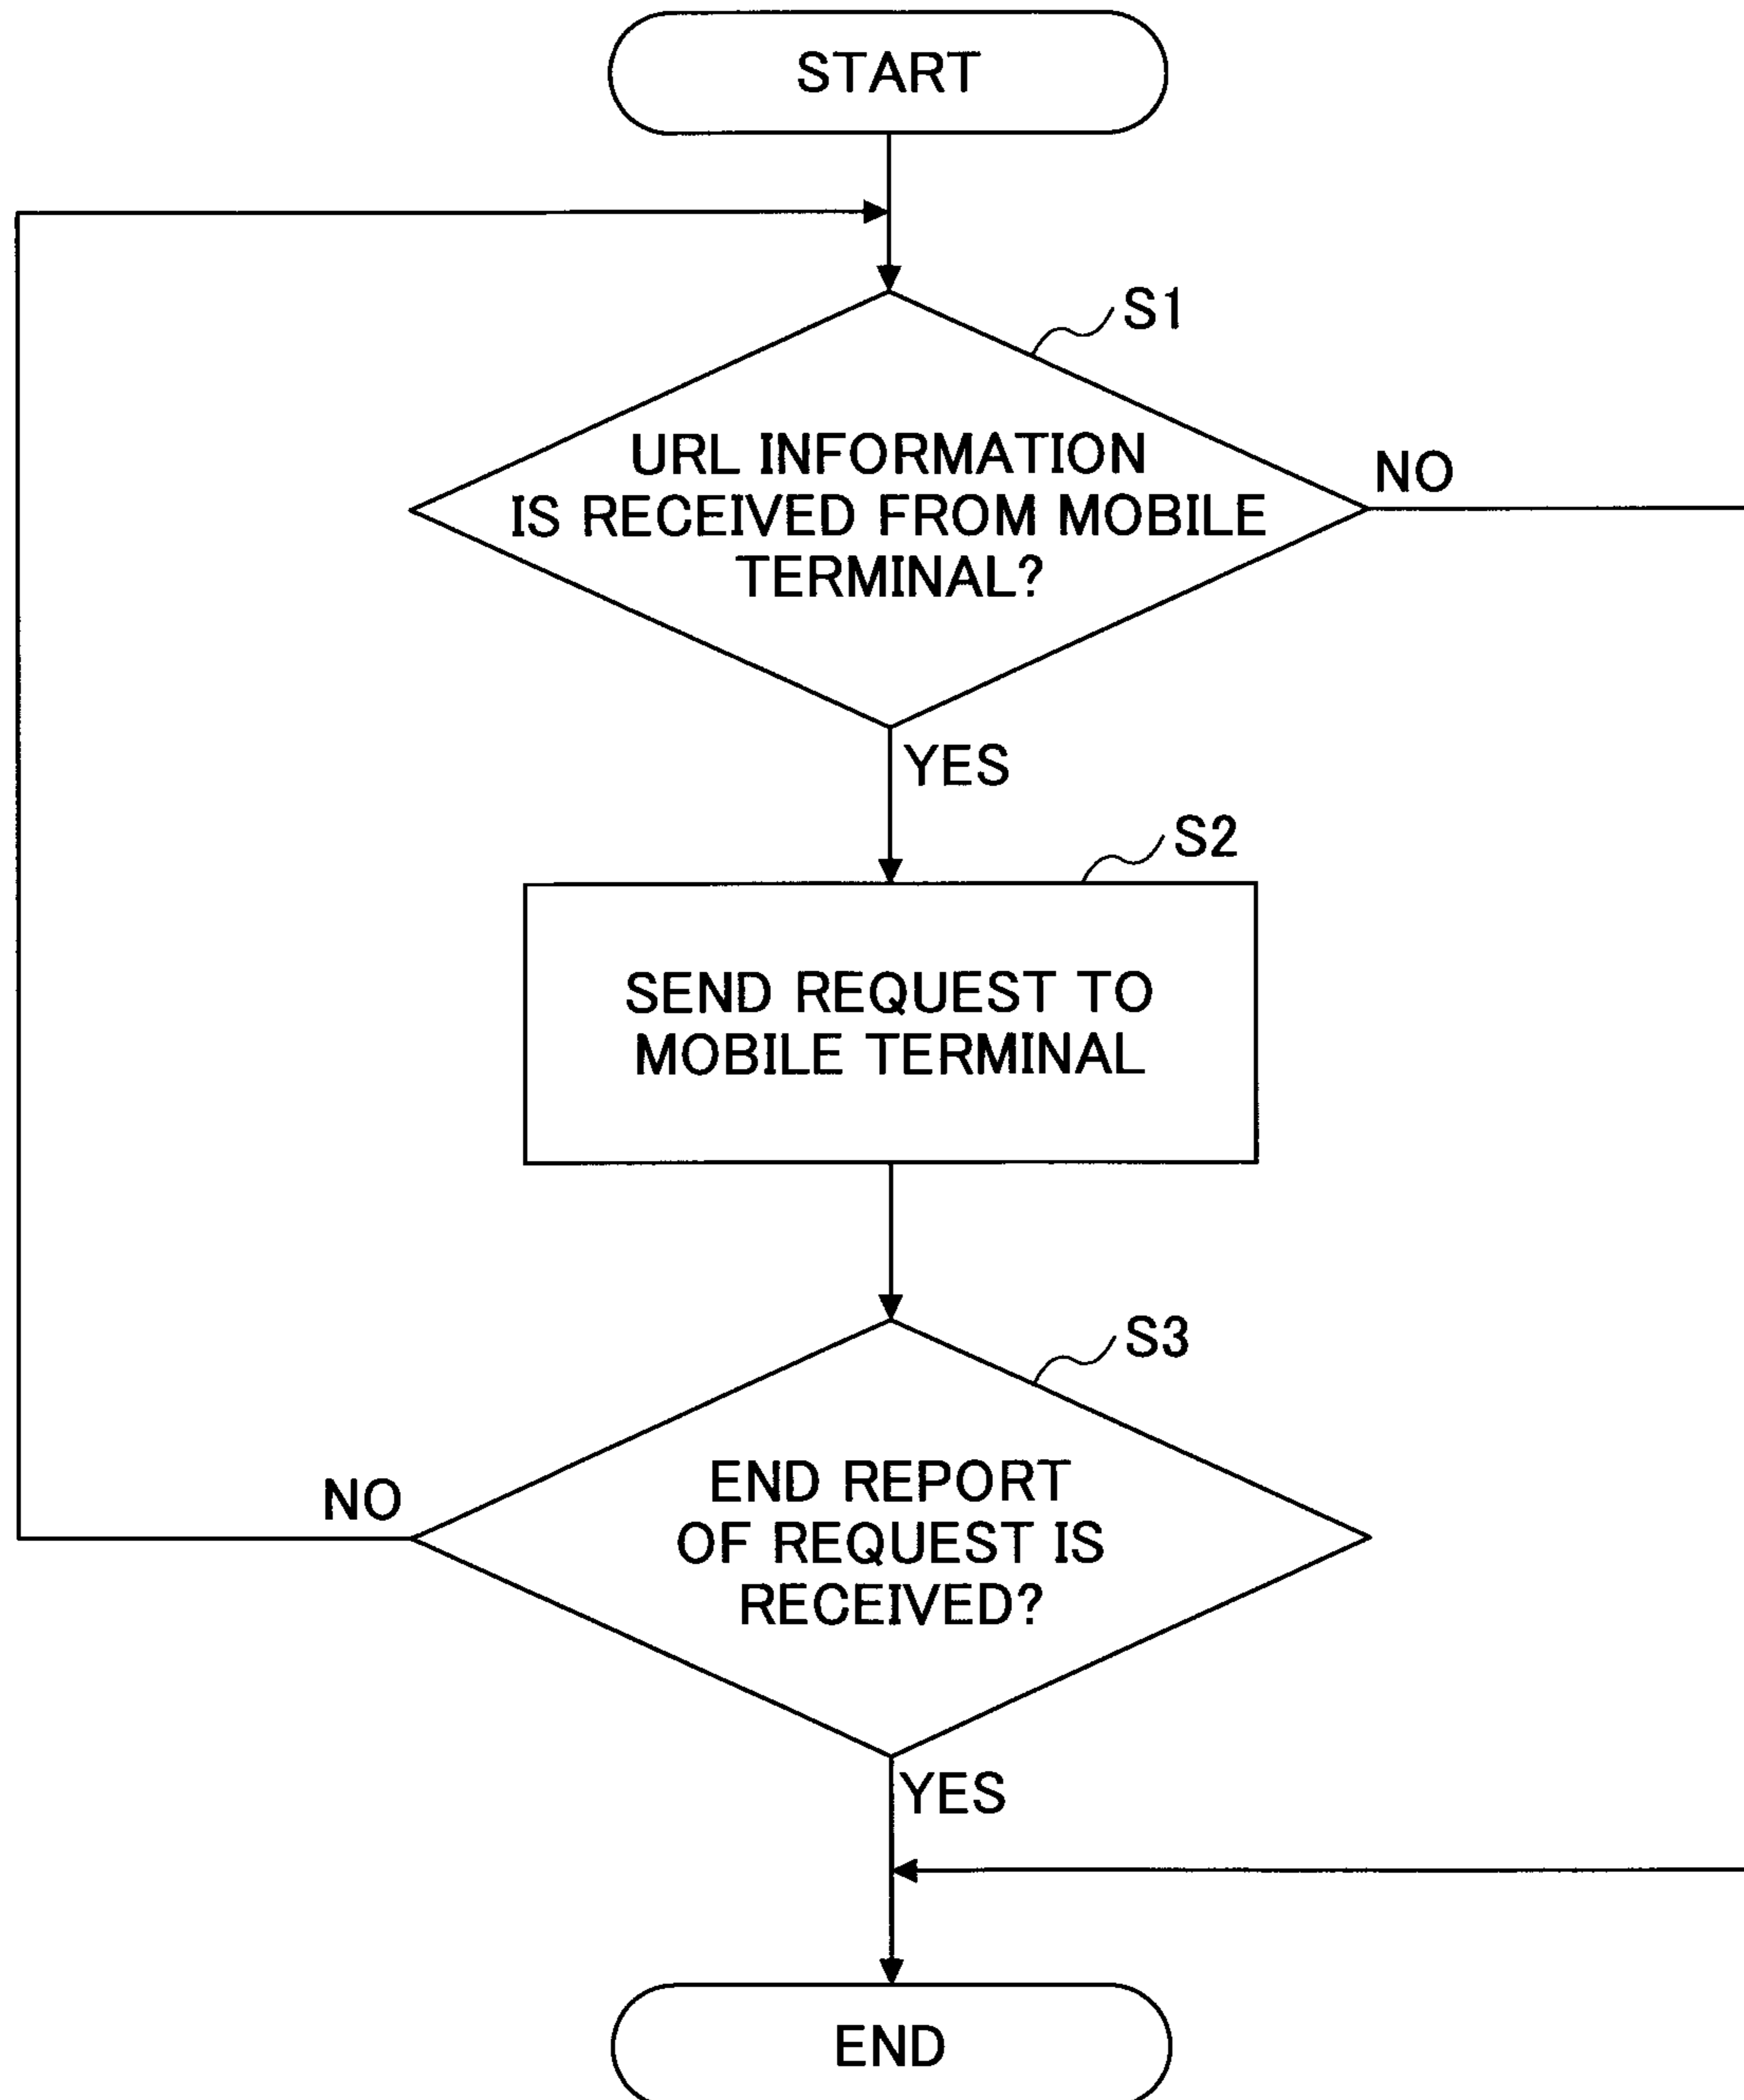 START
S1
URL INFORMATION
IS RECEIVED FROM MOBILE
TERMINAL?
NO
YES
S2
SEND REQUEST TO
MOBILE TERMINAL
S3
END REPORT
OF REQUEST IS
RECEIVED?
NO
YES
END